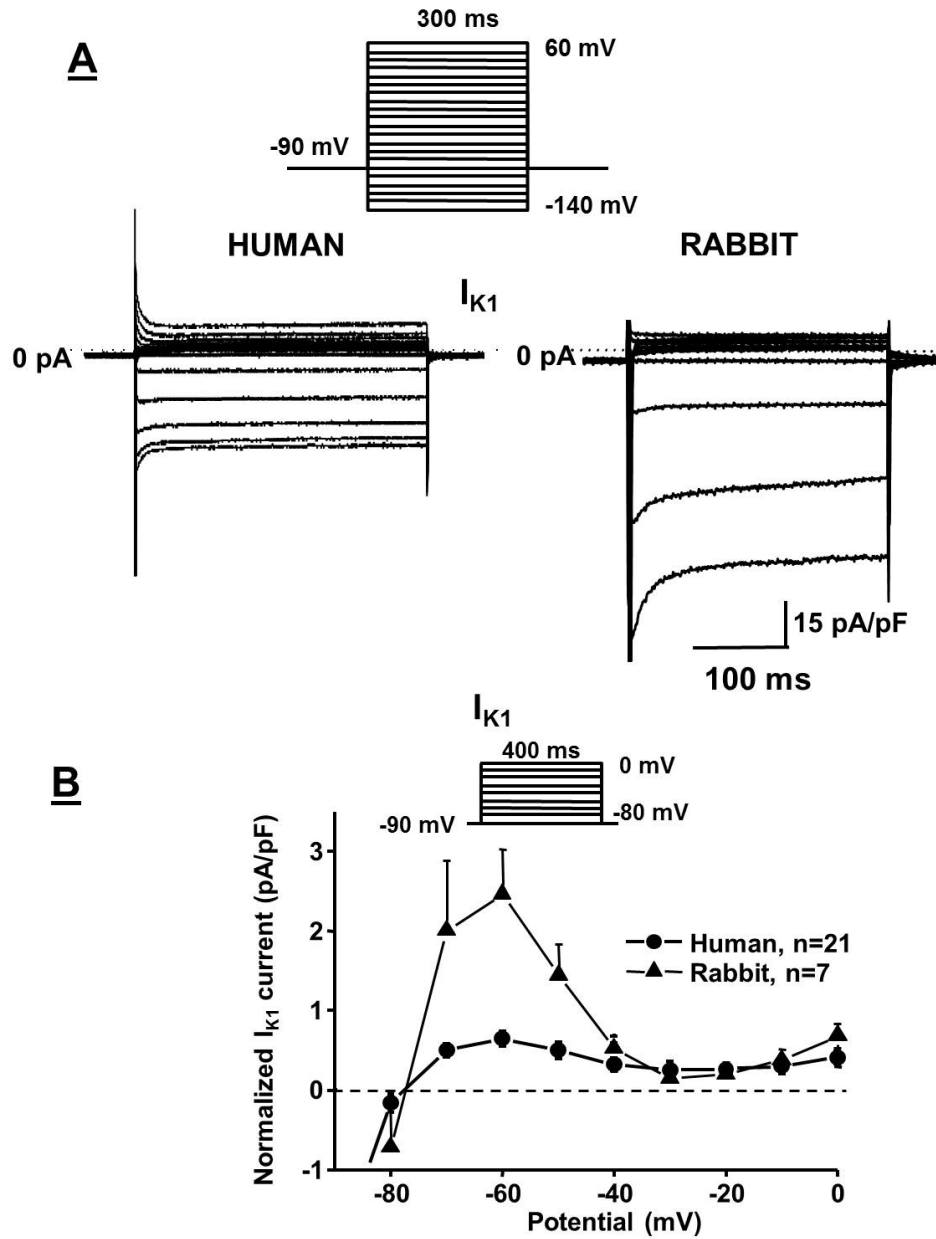 A
300 ms
60 mV
-90 mV
-140 mV
HUMAN
RABBIT
IK1
0 pA
0 pA
15 pA/pF
100 ms
IK1
B
400 ms
0 mV
-80 mV
-90 mV
Normalized IK1 current (pA/pF)
3
2
1
0
-1
Human, n=21
Rabbit, n=7
-80
-60
-40
-20
0
Potential (mV)